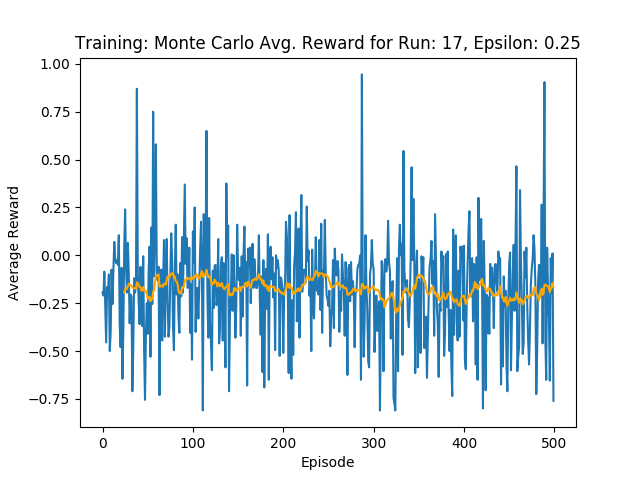 Training: Monte Carlo Avg. Reward for Run: 17, Epsilon: 0.25
1.00
0.75
0.50
0.25
0.00
−0.25
−0.50
−0.75
Average Reward
0 100 200 300 400 500
Episode